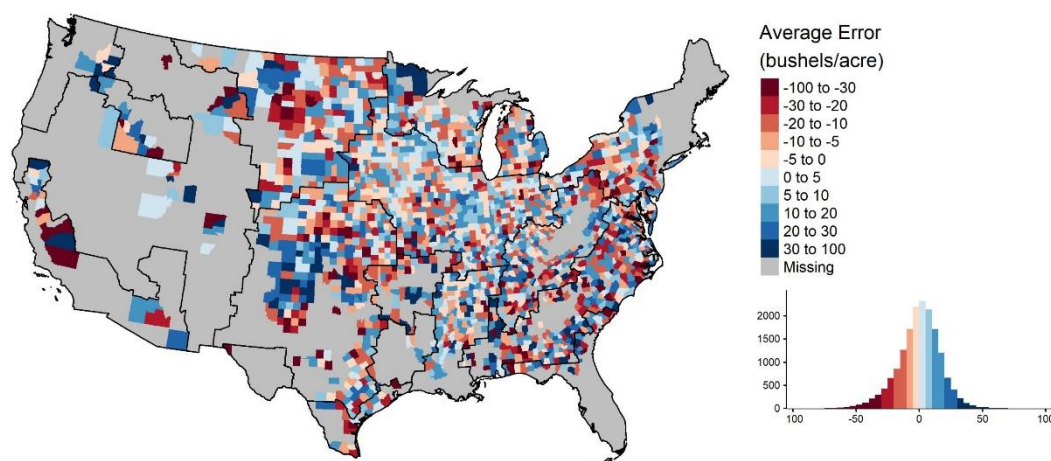 Average Error
(bushels/acre)
-100 to -30
-30 to -20
-20 to -10
-10 to -5
-5 to 0
0 to 5
5 to 10
10 to 20
20 to 30
30 to 100
Missing
2000
1500
1000
500
0
100
-50
0
50
100